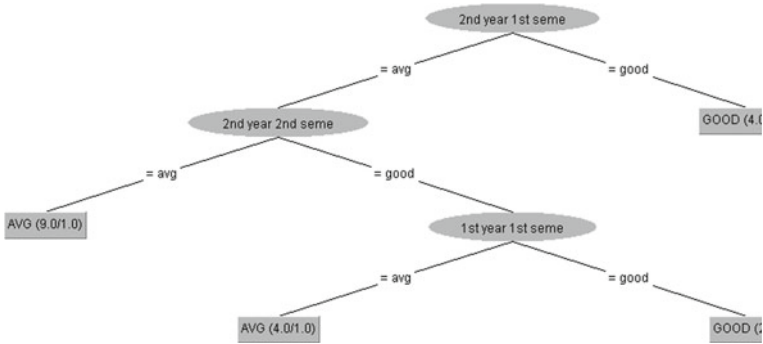 2nd year 1st seme
= avg
= good
2nd year 2nd seme
GOOD (4.0
= avg
= good
AVG (9.0/1.0)
1st year 1st seme
= avg
= good
AVG (4.0/1.0)
GOOD (2